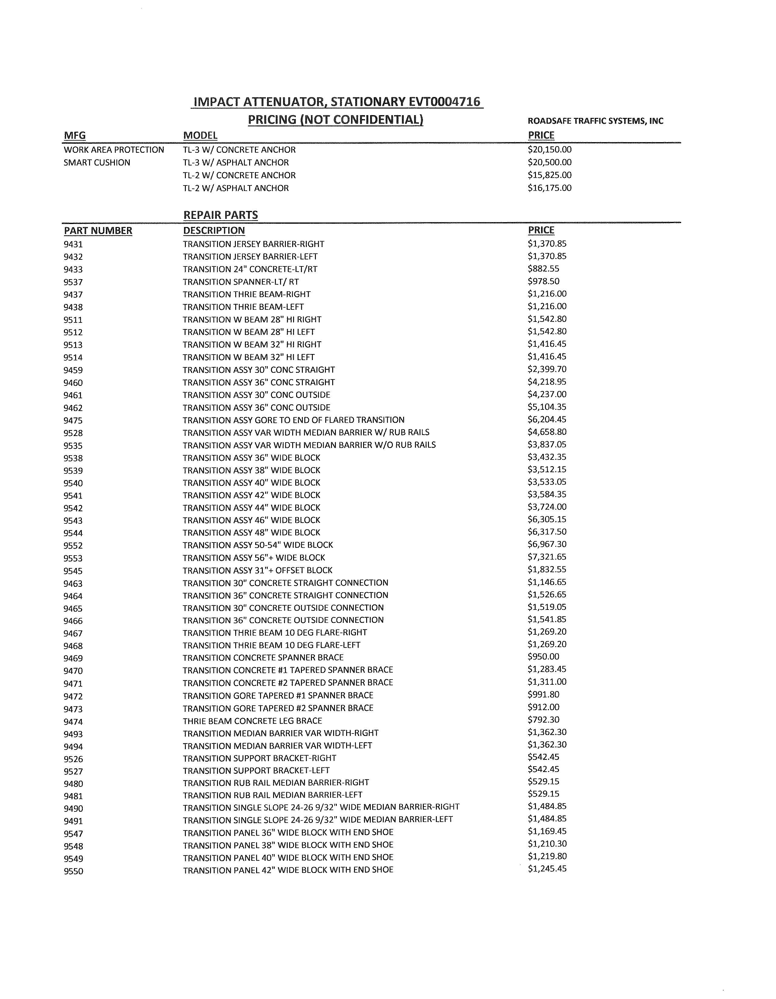 IMPACT ATTENUATOR, STATIONARY EVT0004716
PRICING (NOT CONFIDENTIAL) ROADSAFE TRAFFIC SYSTEMS, INC
MFG MODEL PRICE
WORK AREA PROTECTION TL-3 W/ CONCRETE ANCHOR $20,150.00
SMART CUSHION TL-3 W/ ASPHALT ANCHOR $20,500.00
TL-2 W/ CONCRETE ANCHOR $15,825.00
TL-2 W/ ASPHALT ANCHOR $16,175.00
REPAIR PARTS
PART NUMBER DESCRIPTION PRICE
9431 TRANSITION JERSEY BARRIER-RIGHT $1,370.85
9432 TRANSITION JERSEY BARRIER-LEFT $1,370.85
9433 TRANSITION 24" CONCRETE-LT/RT $882.55
9537 TRANSITION SPANNER-LT/ RT $978.50
9437 TRANSITION THRIE BEAM-RIGHT $1,216.00
9438 TRANSITION THRIE BEAM-LEFT $1,216.00
9511 TRANSITION W BEAM 28" HI RIGHT $1,542.80
9512 TRANSITION W BEAM 28" HI LEFT $1,542.80
9513 TRANSITION W BEAM 32" HI RIGHT $1,416.45
9514 TRANSITION W BEAM 32" HI LEFT $1,416.45
9459 TRANSITION ASSY 30" CONC STRAIGHT $2,399.70
9460 TRANSITION ASSY 36" CONC STRAIGHT $4,218.95
9461 TRANSITION ASSY 30" CONC OUTSIDE $4,237.00
9462 TRANSITION ASSY 36" CONC OUTSIDE $5,104.35
9475 TRANSITION ASSY GORE TO END OF FLARED TRANSITION $6,204.45
9528 TRANSITION ASSY VAR WIDTH MEDIAN BARRIER W/ RUB RAILS $4,658.80
9535 TRANSITION ASSY VAR WIDTH MEDIAN BARRIER W/O RUB RAILS $3,837.05
9538 TRANSITION ASSY 36" WIDE BLOCK $3,432.35
9539 TRANSITION ASSY 38" WIDE BLOCK $3,512.15
9540 TRANSITION ASSY 40" WIDE BLOCK $3,533.05
9541 TRANSITION ASSY 42" WIDE BLOCK $3,584.35
9542 TRANSITION ASSY 44" WIDE BLOCK $3,724.00
9543 TRANSITION ASSY 46" WIDE BLOCK $6,305.15
9544 TRANSITION ASSY 48" WIDE BLOCK $6,317.50
9552 TRANSITION ASSY 50-54" WIDE BLOCK $6,967.30
9553 TRANSITION ASSY 56"+ WIDE BLOCK $7,321.65
9545 TRANSITION ASSY 31"+ OFFSET BLOCK $1,832.55
9463 TRANSITION 30" CONCRETE STRAIGHT CONNECTION $1,146.65
9464 TRANSITION 36" CONCRETE STRAIGHT CONNECTION $1,526.65
9465 TRANSITION 30" CONCRETE OUTSIDE CONNECTION $1,519.05
9466 TRANSITION 36" CONCRETE OUTSIDE CONNECTION $1,541.85
9467 TRANSITION THRIE BEAM 10 DEG FLARE-RIGHT $1,269.20
9468 TRANSITION THRIE BEAM 10 DEG FLARE-LEFT $1,269.20
9469 TRANSITION CONCRETE SPANNER BRACE $950.00
9470 TRANSITION CONCRETE #1 TAPERED SPANNER BRACE $1,283.45
9471 TRANSITION CONCRETE #2 TAPERED SPANNER BRACE $1,311.00
9472 TRANSITION GORE TAPERED #1 SPANNER BRACE $991.80
9473 TRANSITION GORE TAPERED #2 SPANNER BRACE $912.00
9474 THRIE BEAM CONCRETE LEG BRACE $792.30
9493 TRANSITION MEDIAN BARRIER VAR WIDTH-RIGHT $1,362.30
9494 TRANSITION MEDIAN BARRIER VAR WIDTH-LEFT $1,362.30
9526 TRANSITION SUPPORT BRACKET-RIGHT $542.45
9527 TRANSITION SUPPORT BRACKET-LEFT $542.45
9480 TRANSITION RUB RAIL MEDIAN BARRIER-RIGHT $529.15
9481 TRANSITION RUB RAIL MEDIAN BARRIER-LEFT $529.15
9490 TRANSITION SINGLE SLOPE 24-26 9/32" WIDE MEDIAN BARRIER-RIGHT $1,484.85
9491 TRANSITION SINGLE SLOPE 24-26 9/32" WIDE MEDIAN BARRIER-LEFT $1,484.85
9547 TRANSITION PANEL 36" WIDE BLOCK WITH END SHOE $1,169.45
9548 TRANSITION PANEL 38" WIDE BLOCK WITH END SHOE $1,210.30
9549 TRANSITION PANEL 40" WIDE BLOCK WITH END SHOE $1,219.80
9550 TRANSITION PANEL 42" WIDE BLOCK WITH END SHOE $1,245.45